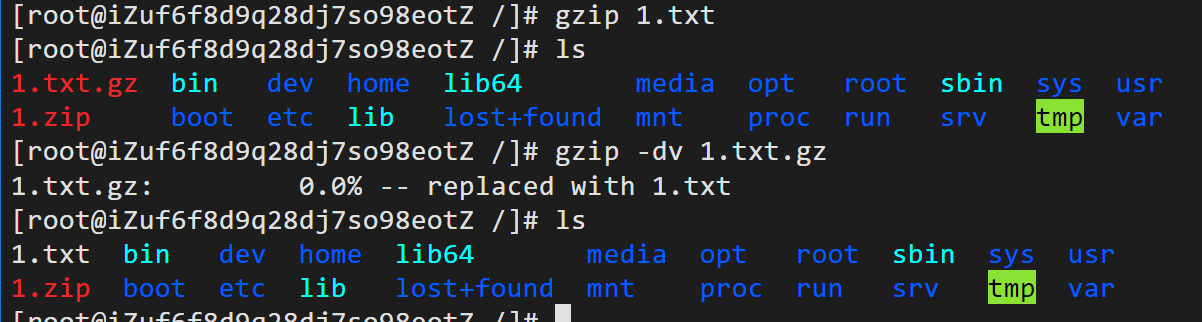 [root@iZuf6f8d9q28dj7so98eotZ /]# gzip 1.txt
[root@iZuf6f8d9q28dj7so98eotZ /]# ls
1.txt.gz  bin   dev  home  lib64       media  opt   root  sbin  sys  usr
1.zip     boot  etc  lib   lost+found  mnt    proc  run   srv   tmp  var
[root@iZuf6f8d9q28dj7so98eotZ /]# gzip -dv 1.txt.gz
1.txt.gz:         0.0% -- replaced with 1.txt
[root@iZuf6f8d9q28dj7so98eotZ /]# ls
1.txt  bin   dev  home  lib64       media  opt   root  sbin  sys  usr
1.zip  boot  etc  lib   lost+found  mnt    proc  run   srv   tmp  var
[root@iZuf6f8d9q28dj7so98eotZ /]#